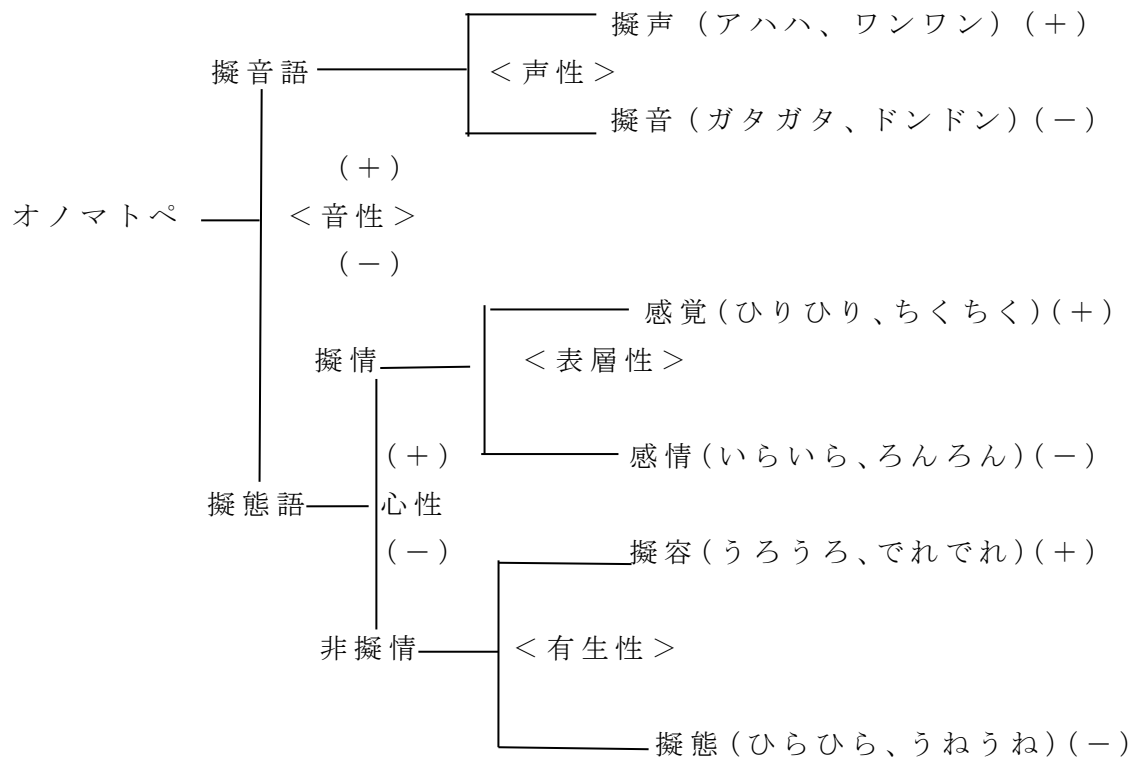 擬声(アハハ、ワンワン)(+)
擬音語
<声性>
擬音(ガタガタ、ドンドン)(-)
(+)
オノマトペ
<音性>
(-)
感覚(ひりひり、ちくちく)(+)
擬情
<表層性>
(+)
感情(いらいら、ろんろん)(-)
擬態語
心性
(-)
擬容(うろうろ、でれでれ)(+)
非擬情
<有生性>
擬態(ひらひら、うねうね)(-)